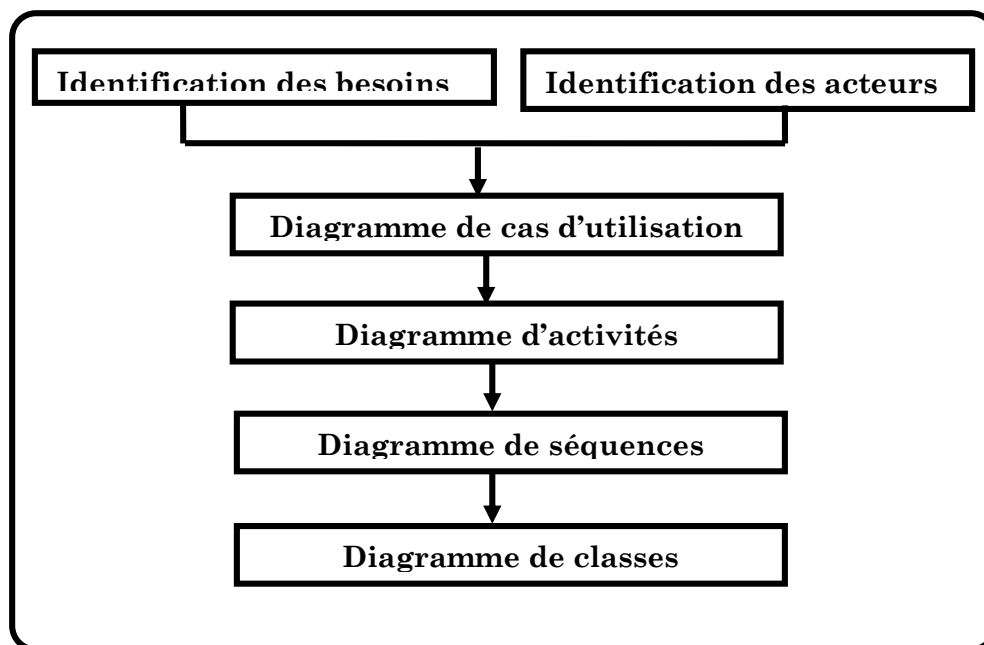 Identification des besoins
Identification des acteurs
Diagramme de cas d’utilisation
Diagramme d’activités
Diagramme de séquences
Diagramme de classes